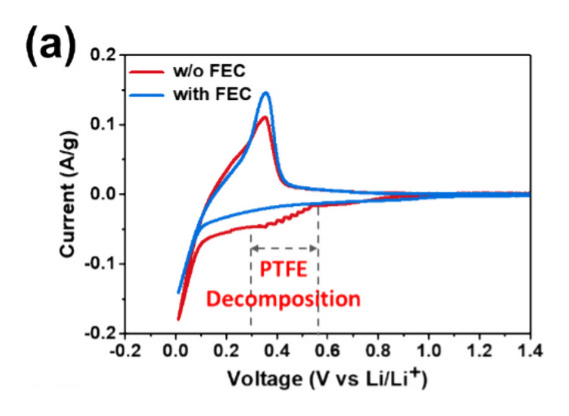 (a)
0.2
w/o FEC
with FEC
0.1
0.0
-0.1
-0.2
Current (A/g)
PTFE
Decomposition
-0.2 0.0 0.2 0.4 0.6 0.8 1.0 1.2 1.4
Voltage (V vs Li/Li⁺)